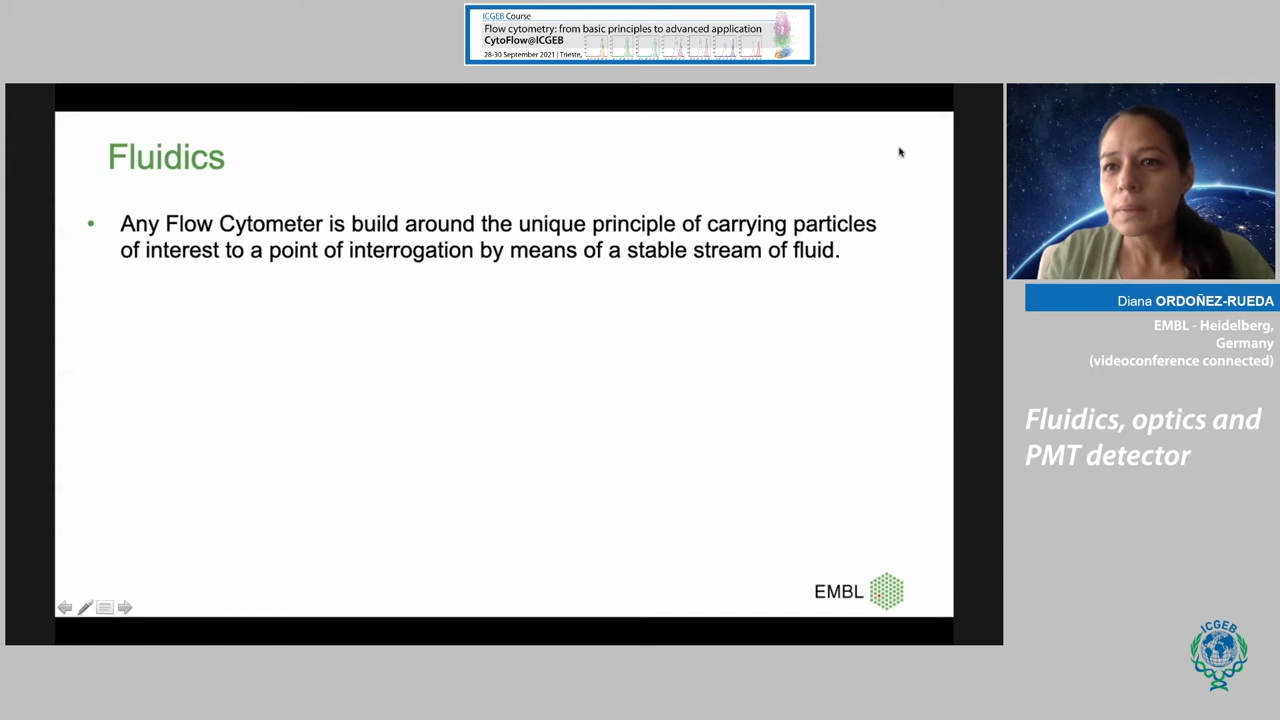 ICGEB Course
Flow cytometry: from basic principles to advanced application
CytoFlow@ICGEB
28-30 September 2021 | Trieste,
Fluidics
• Any Flow Cytometer is build around the unique principle of carrying particles
of interest to a point of interrogation by means of a stable stream of fluid.
EMBL
Diana ORDOÑEZ-RUEDA
EMBL - Heidelberg,
Germany
(videoconference connected)
Fluidics, optics and
PMT detector
ICGEB